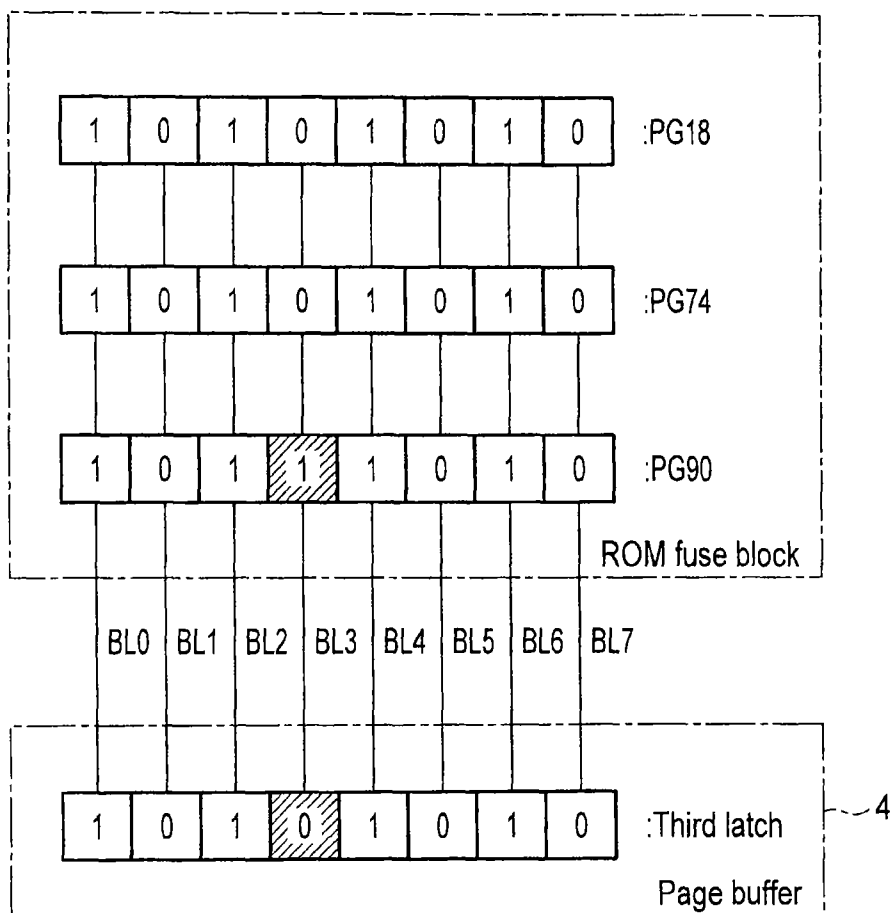 1 0 1 0 1 0 1 0 :PG18
1 0 1 0 1 0 1 0 :PG74
1 0 1 1 1 0 1 0 :PG90
ROM fuse block
BL0 BL1 BL2 BL3 BL4 BL5 BL6 BL7
1 0 1 0 1 0 1 0 :Third latch
4
Page buffer